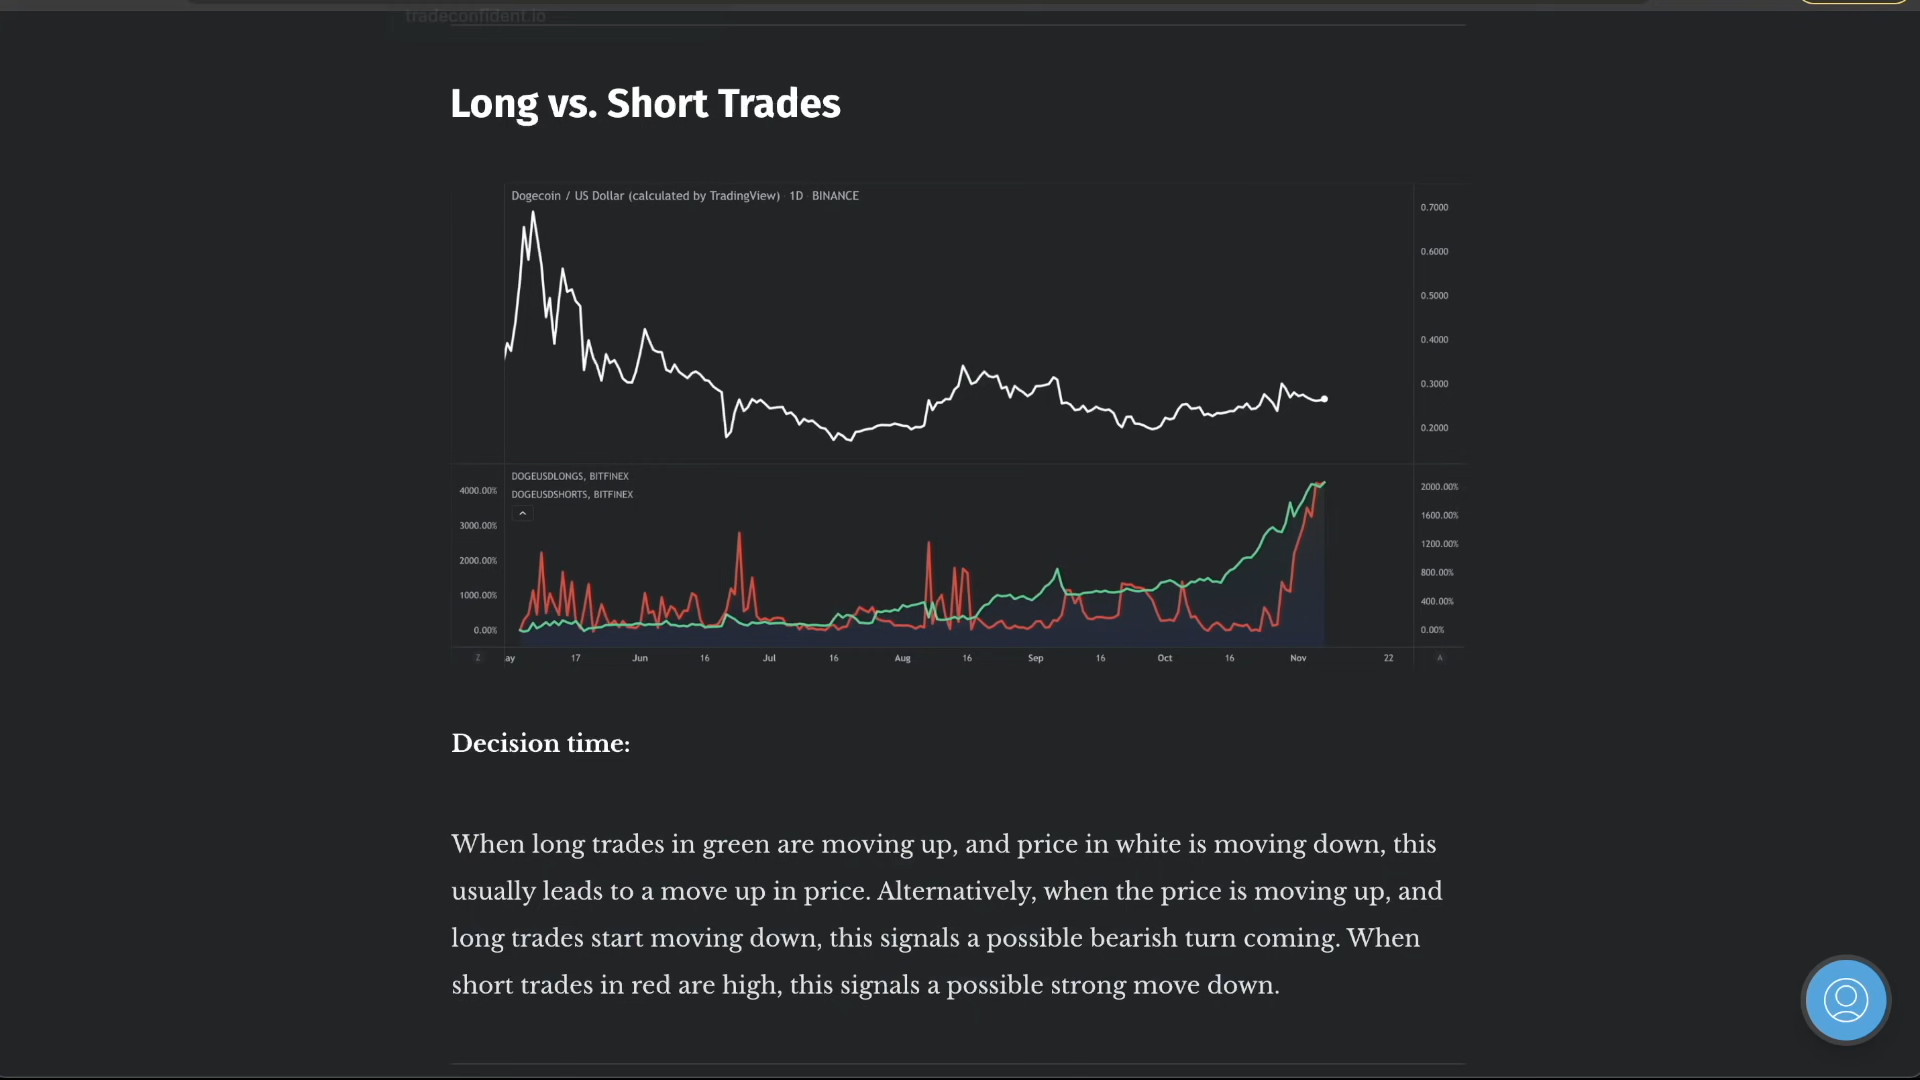 tradeconfident.io
Long vs. Short Trades
Dogecoin / US Dollar (calculated by TradingView) · 1D · BINANCE
0.7000
0.6000
0.5000
0.4000
0.3000
0.2000
DOGEUSDLONGS, BITFINEX
DOGEUSDSHORTS, BITFINEX
4000.00%
3000.00%
2000.00%
1000.00%
0.00%
2000.00%
1600.00%
1200.00%
800.00%
400.00%
0.00%
Z ay 17 Jun 16 Jul 16 Aug 16 Sep 16 Oct 16 Nov 22 A
Decision time:
When long trades in green are moving up, and price in white is moving down, this
usually leads to a move up in price. Alternatively, when the price is moving up, and
long trades start moving down, this signals a possible bearish turn coming. When
short trades in red are high, this signals a possible strong move down.